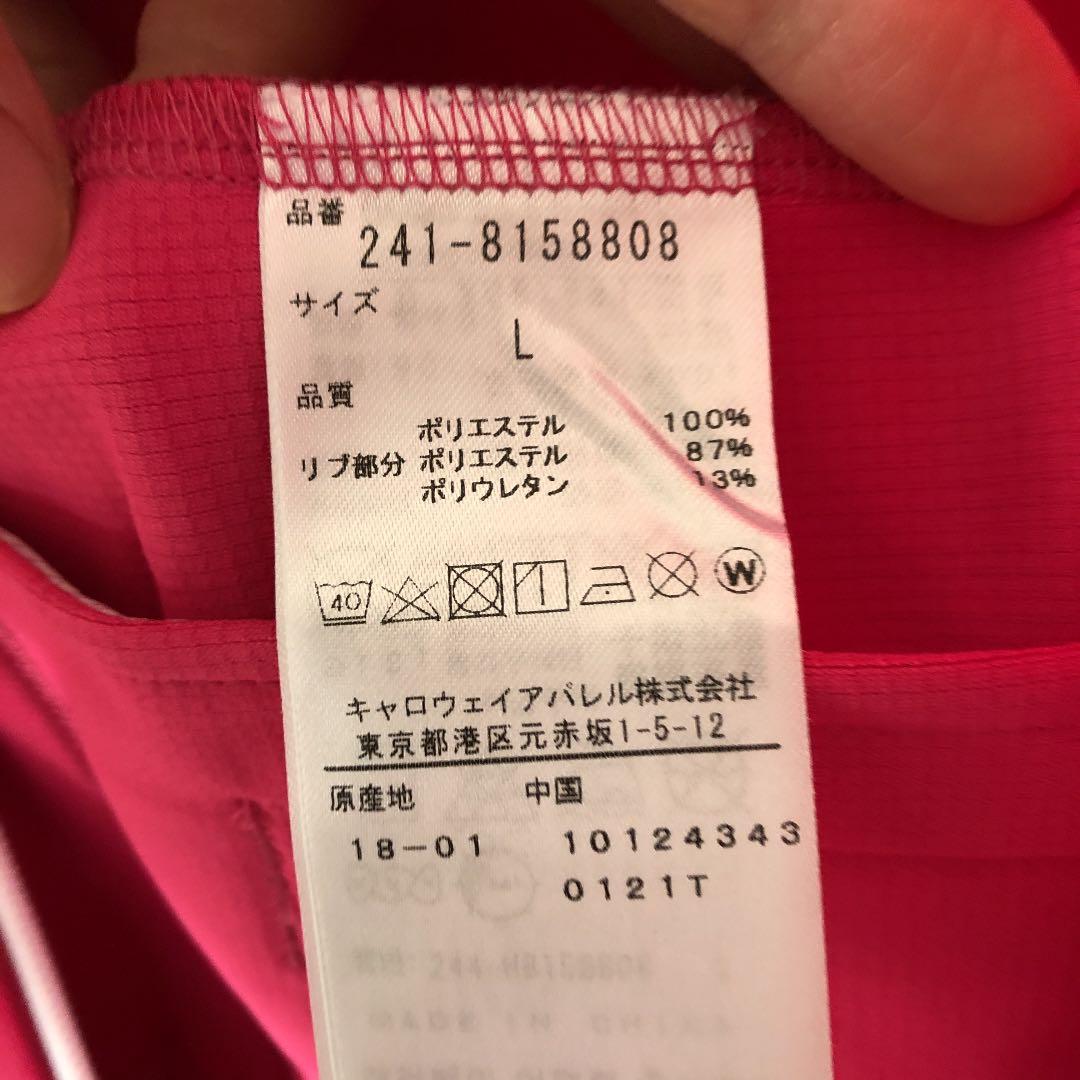 品番
241-8158808
サイズ
L
品質
ポリエステル 100%
リブ部分 ポリエステル 87%
ポリウレタン 13%
40
W
キャロウェイアパレル株式会社
東京都港区元赤坂1-5-12
原産地 中国
18-01 10124343
0121T